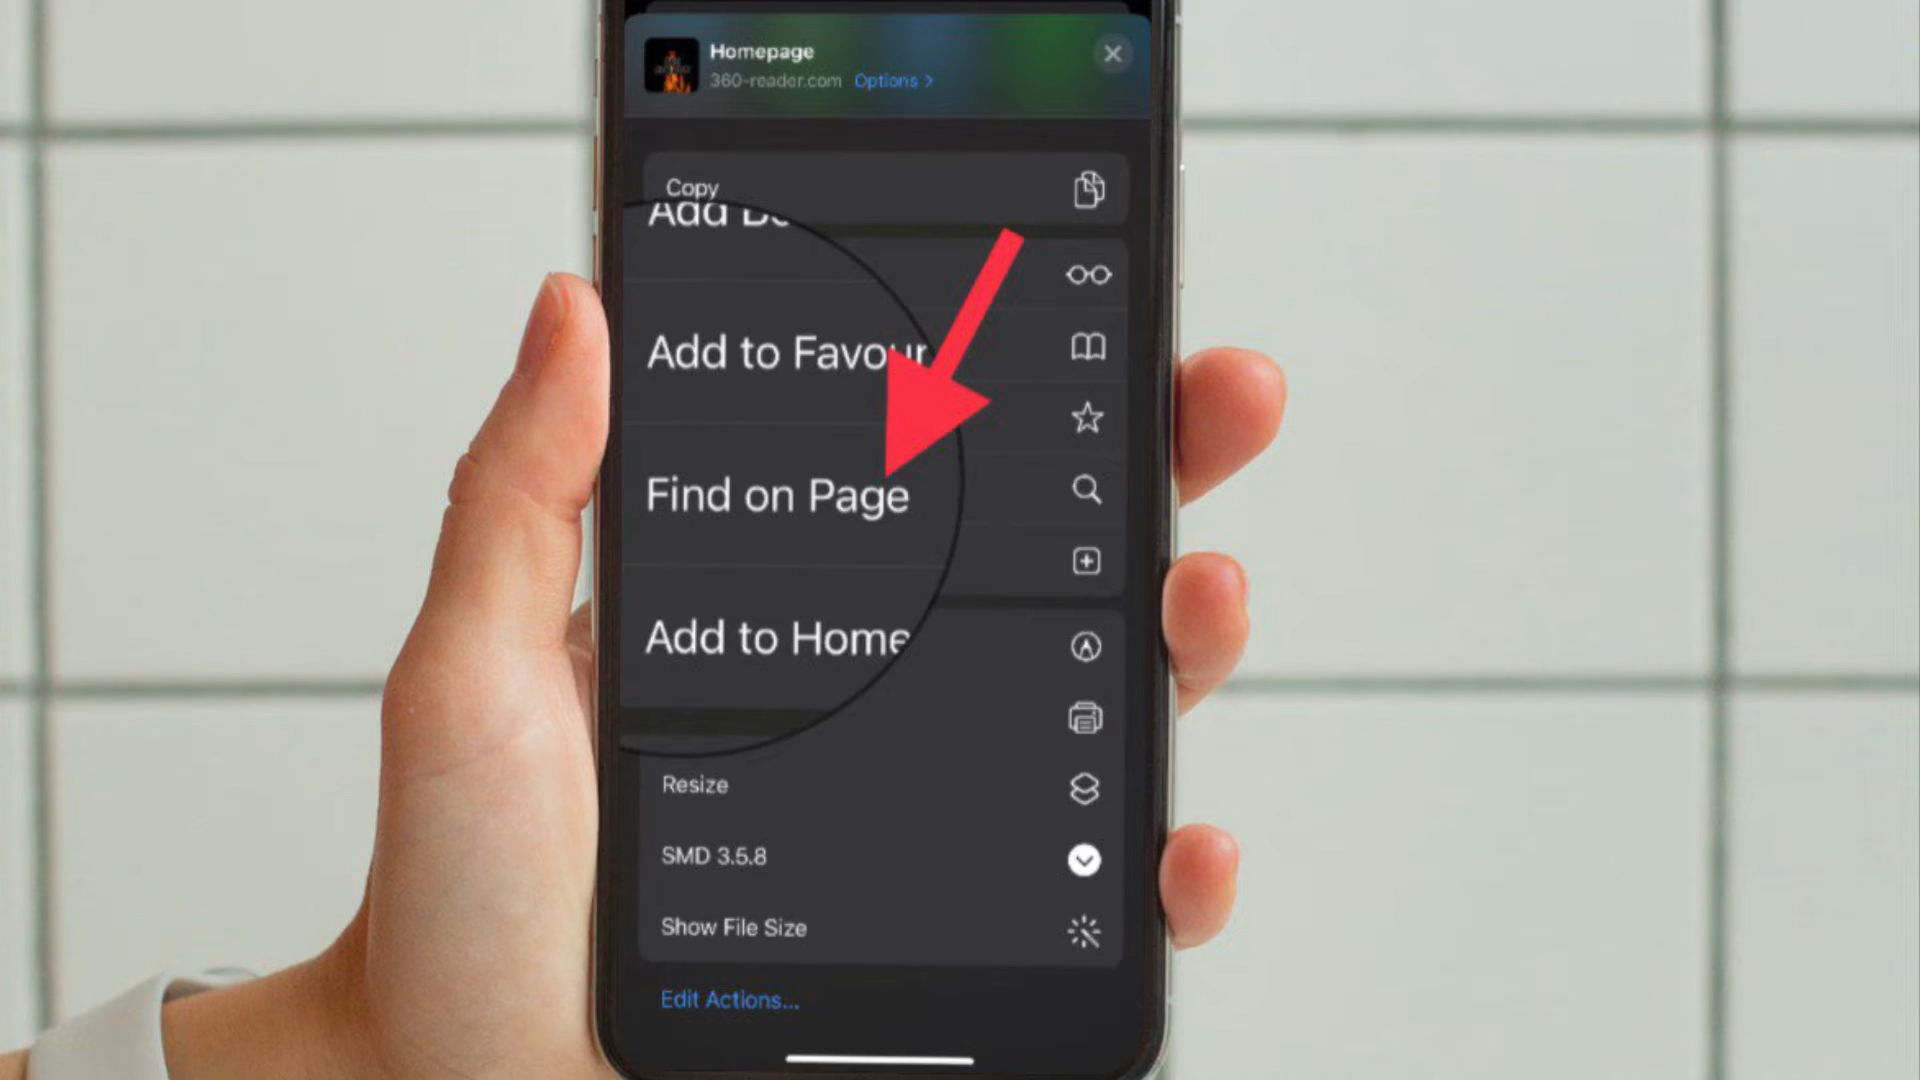 Homepage
360-reader.com Options >
Copy
Add
Add to Favour
Find on Page
Add to Home
Resize
SMD 3.5.8
Show File Size
Edit Actions...